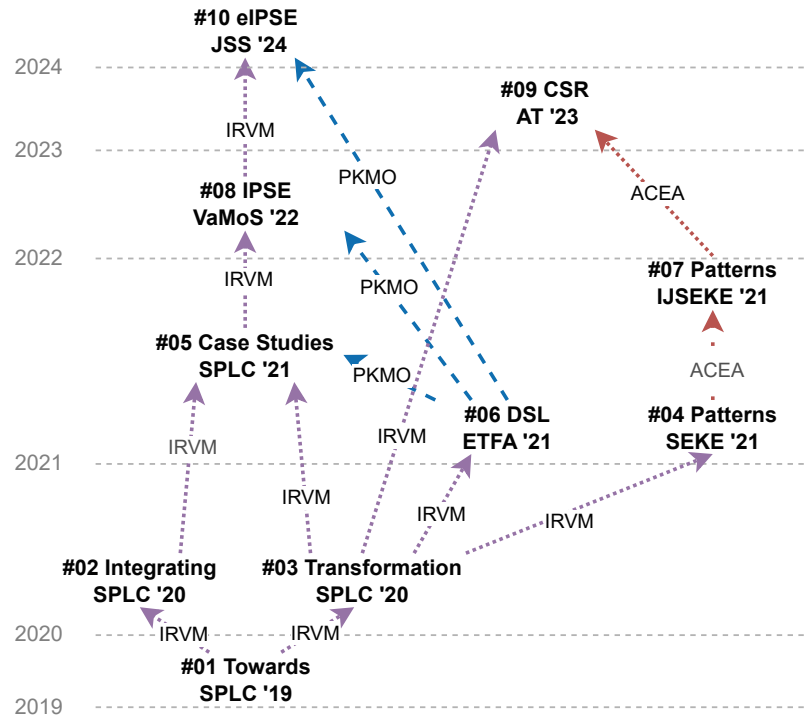 #10 eIPSE
JSS '24
2024
#09 CSR
AT '23
IRVM
2023
PKMO
#08 IPSE
VaMoS '22
ACEA
2022
#07 Patterns
IJSEKE '21
IRVM
PKMO
#05 Case Studies
SPLC '21
PKMO
ACEA
#06 DSL
ETFA '21
#04 Patterns
SEKE '21
IRVM
IRVM
2021
IRVM
IRVM
IRVM
#02 Integrating
SPLC '20
#03 Transformation
SPLC '20
2020
IRVM
IRVM
#01 Towards
SPLC '19
2019